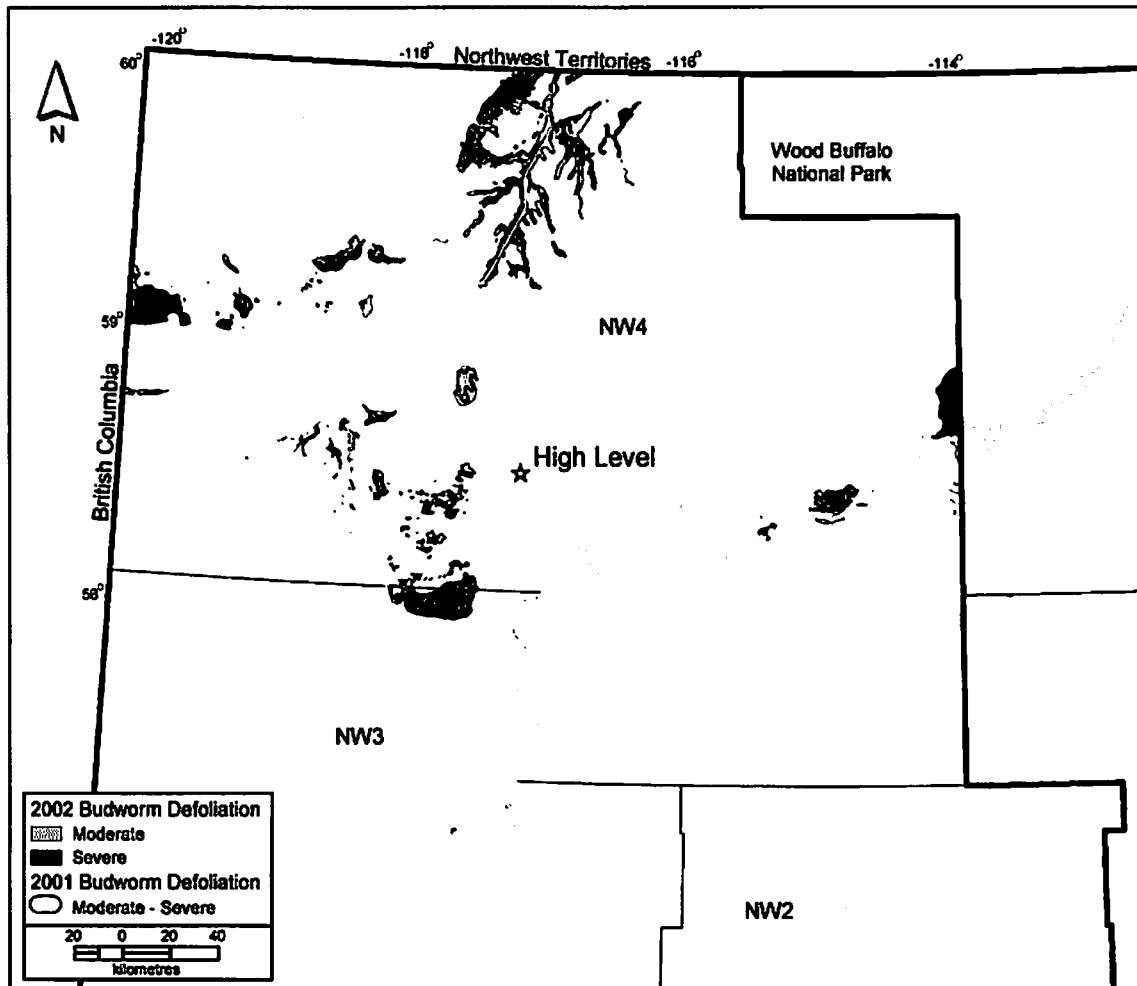 -120°
-118°
Northwest Territories
-116°
-114°
60°
N
Wood Buffalo
National Park
59°
NW4
British Columbia
High Level
58°
NW3
2002 Budworm Defoliation
Moderate
Severe
2001 Budworm Defoliation
Moderate - Severe
20 0 20 40
kilometres
NW2